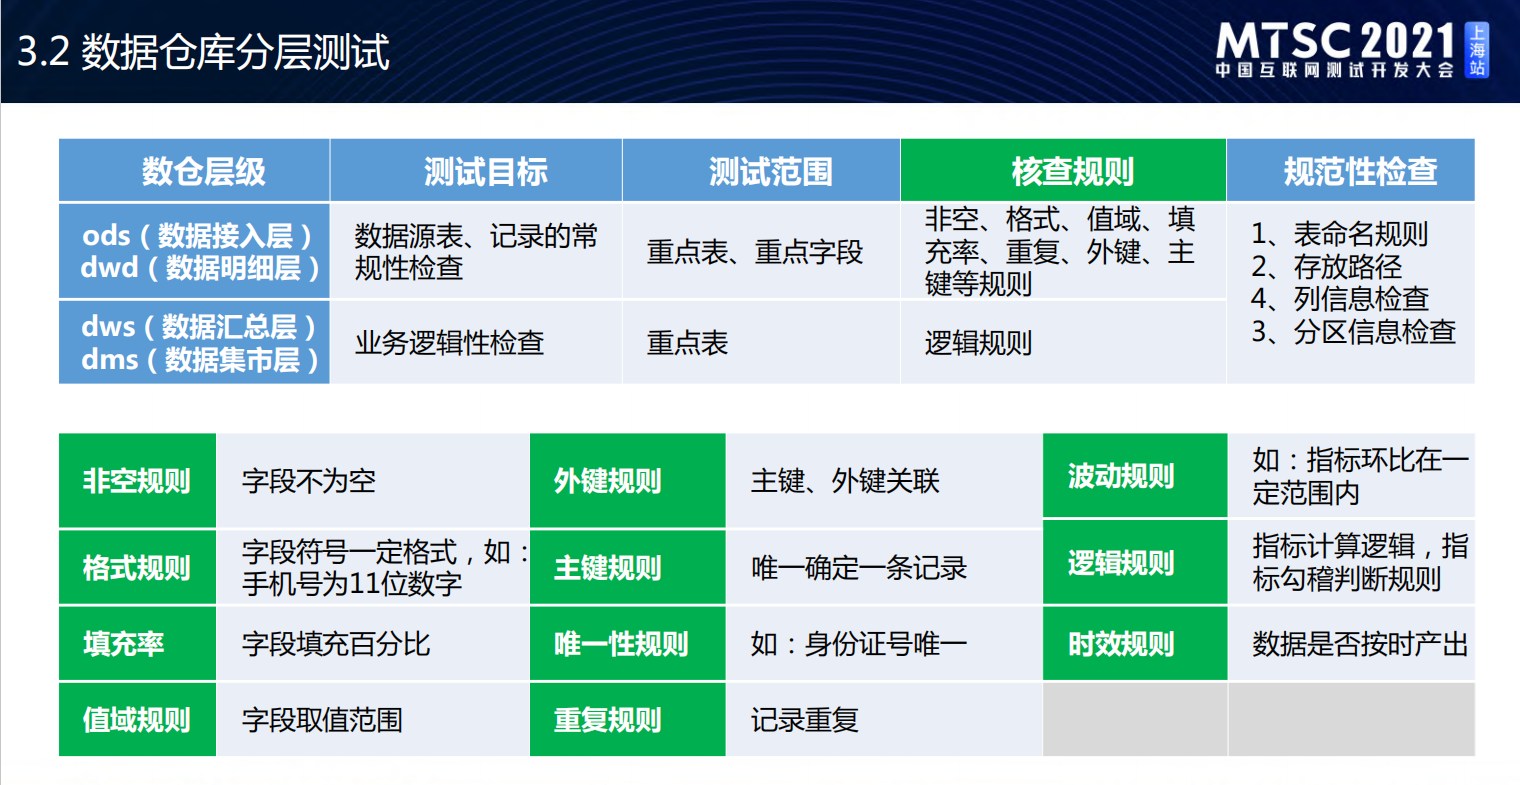 3.2 数据仓库分层测试
MTSC 2021
中国互联网测试开发大会
上海站
数仓层级
测试目标
测试范围
核查规则
规范性检查
ods（数据接入层）
dwd（数据明细层）
数据源表、记录的常
规性检查
重点表、重点字段
非空、格式、值域、填
充率、重复、外键、主
键等规则
1、表命名规则
2、存放路径
4、列信息检查
3、分区信息检查
dws（数据汇总层）
dms（数据集市层）
业务逻辑性检查
重点表
逻辑规则
非空规则
字段不为空
外键规则
主键、外键关联
波动规则
如：指标环比在一
定范围内
格式规则
字段符号一定格式，如：
手机号为11位数字
主键规则
唯一确定一条记录
逻辑规则
指标计算逻辑，指
标勾稽判断规则
填充率
字段填充百分比
唯一性规则
如：身份证号唯一
时效规则
数据是否按时产出
值域规则
字段取值范围
重复规则
记录重复